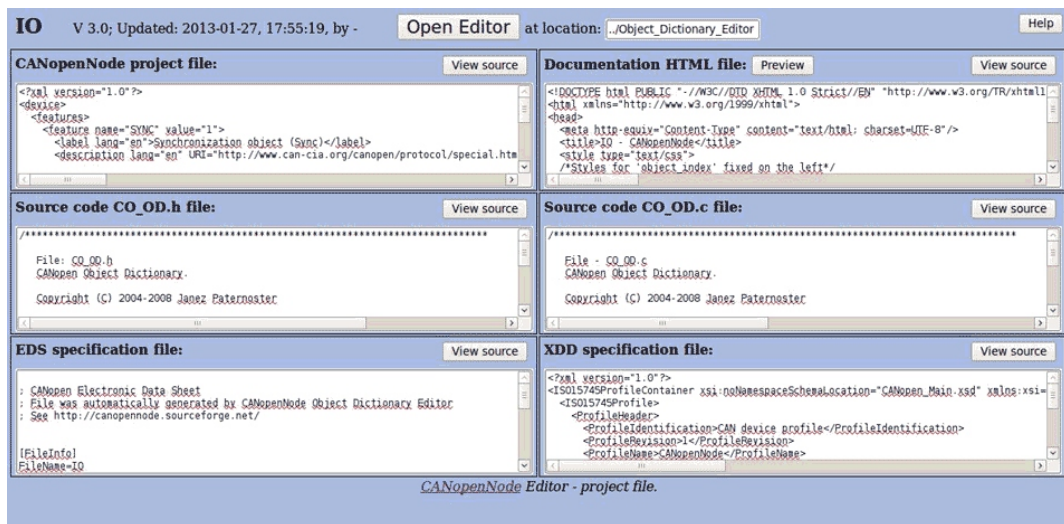 IO V 3.0; Updated: 2013-01-27, 17:55:19, by - Open Editor at location: ../Object_Dictionary_Editor Help
CANopenNode project file: View source
<?xml version="1.0"?>
<device>
<features>
<feature name="SYNC" value="1">
<label lang="en">Synchronization object (Sync)</label>
<description lang="en" URI="http://www.can-cia.org/canopen/protocol/special.htm
Documentation HTML file: Preview View source
<!DOCTYPE html PUBLIC "-//W3C//DTD XHTML 1.0 Strict//EN" "http://www.w3.org/TR/xhtml1
<html xmlns="http://www.w3.org/1999/xhtml">
<head>
<meta http-equiv="Content-Type" content="text/html; charset=UTF-8"/>
<title>IO - CANopenNode</title>
<style type="text/css">
/*Styles for 'object_index' fixed on the left*/
Source code CO_OD.h file: View source
/*******************************************************************************
File: CO_OD.h
CANopen Object Dictionary.
Copyright (C) 2004-2008 Janez Paternoster
Source code CO_OD.c file: View source
/*******************************************************************************
File - CO_OD.c
CANopen Object Dictionary.
Copyright (C) 2004-2008 Janez Paternoster
EDS specification file: View source
; CANopen Electronic Data Sheet
; File was automatically generated by CANopenNode Object Dictionary Editor
; See http://canopennode.sourceforge.net/
[FileInfo]
FileName=IO
XDD specification file: View source
<?xml version="1.0"?>
<ISO15745ProfileContainer xsi:noNamespaceSchemaLocation="CANopen_Main.xsd" xmlns:xsi=
<ISO15745Profile>
<ProfileHeader>
<ProfileIdentification>CAN device profile</ProfileIdentification>
<ProfileRevision>1</ProfileRevision>
<ProfileName>CANopenNode</ProfileName>
CANopenNode Editor - project file.